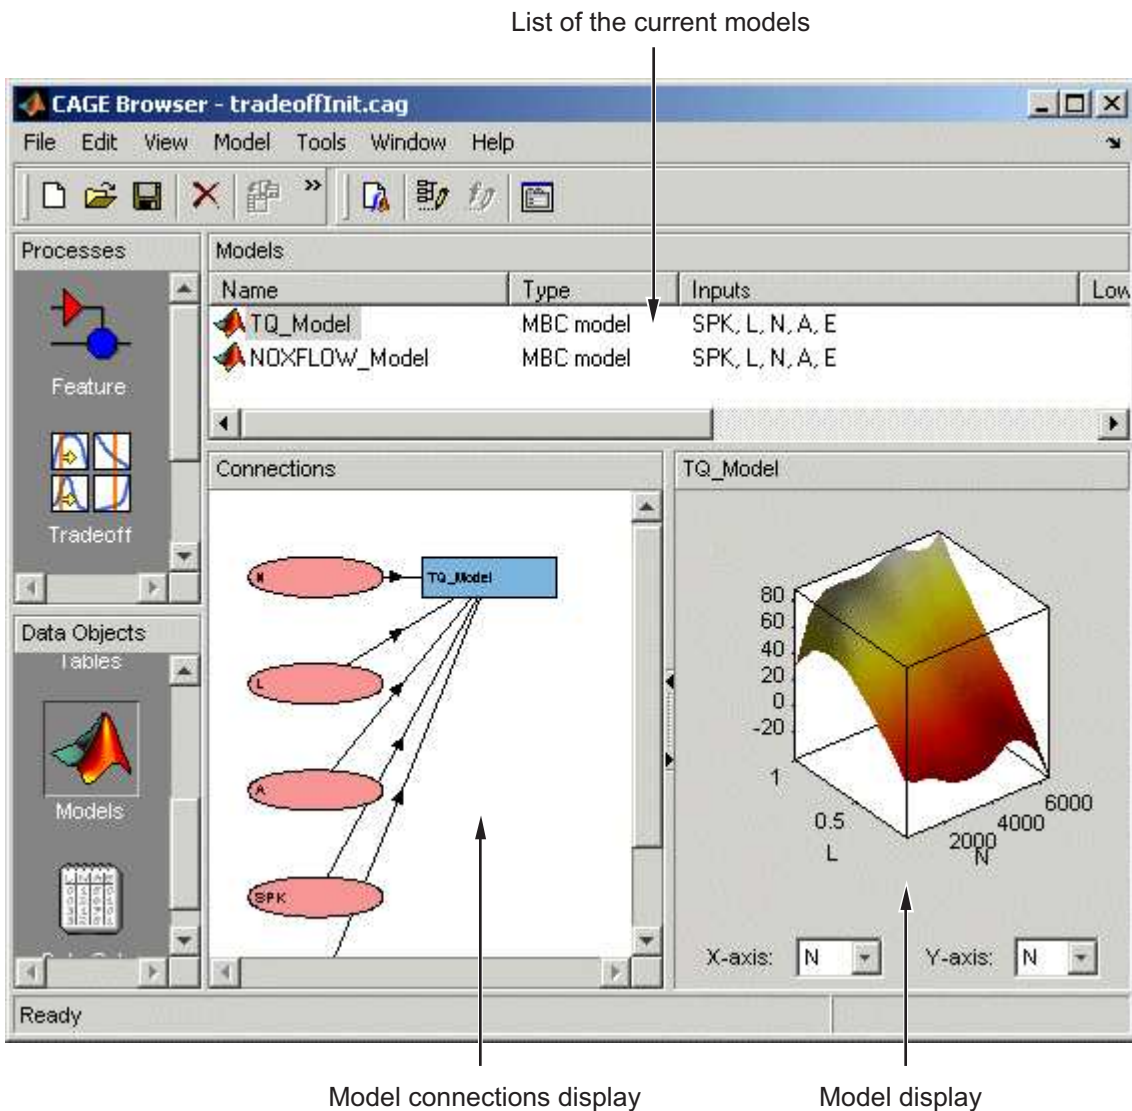 List of the current models
CAGE Browser - tradeoffInit.cag
File Edit View Model Tools Window Help
»
Processes
Models
Name Type Inputs Low
TQ_Model MBC model SPK, L, N, A, E
NOXFLOW_Model MBC model SPK, L, N, A, E
Feature
Tradeoff
Connections
TQ_Model
N
TQ_Model
L
A
SPK
80
60
40
20
0
-20
1
0.5
L
2000
4000
6000
N
Data Objects
Tables
Models
X-axis: N Y-axis: N
Ready
Model connections display
Model display